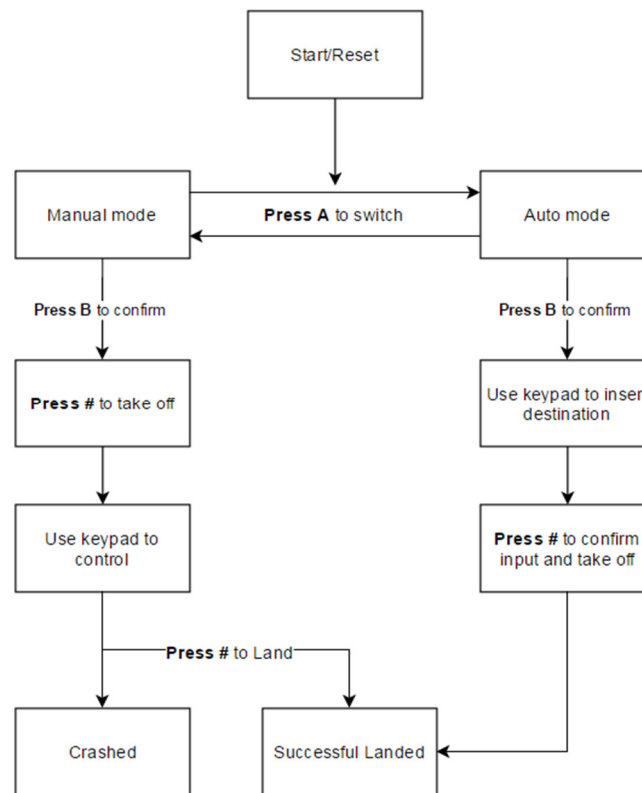 Start/Reset
Manual mode
Press A to switch
Auto mode
Press B to confirm
Press B to confirm
Press # to take off
Use keypad to inser
destination
Use keypad to
control
Press # to confirm
input and take off
Press # to Land
Crashed
Successful Landed